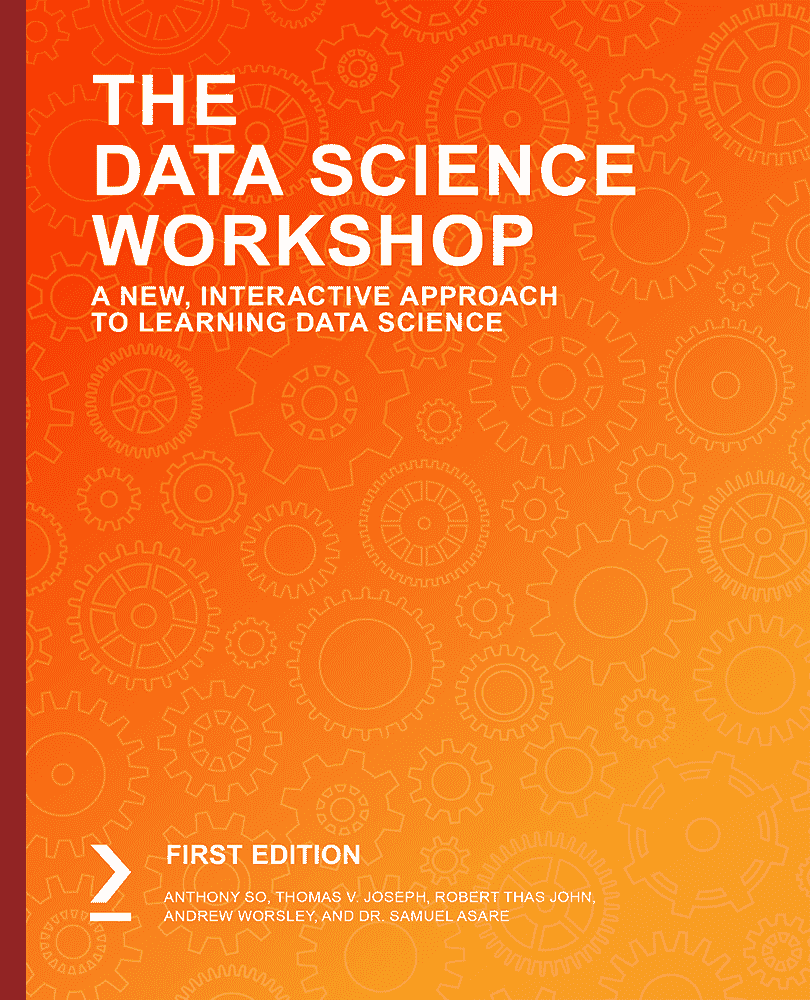 THE
DATA SCIENCE
WORKSHOP
A NEW, INTERACTIVE APPROACH
TO LEARNING DATA SCIENCE
FIRST EDITION
ANTHONY SO, THOMAS V. JOSEPH, ROBERT THAS JOHN,
ANDREW WORSLEY, AND DR. SAMUEL ASARE